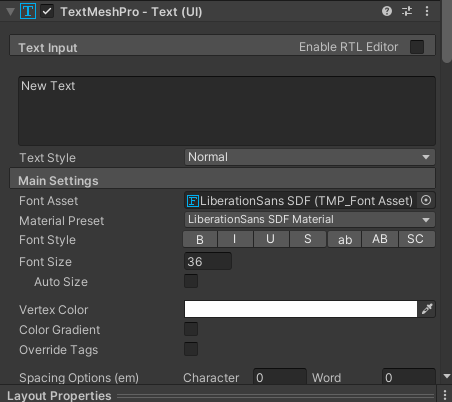 TextMeshPro - Text (UI)
Text Input Enable RTL Editor
New Text
Text Style Normal
Main Settings
Font Asset LiberationSans SDF (TMP_Font Asset)
Material Preset LiberationSans SDF Material
Font Style B I U S ab AB SC
Font Size 36
Auto Size
Vertex Color
Color Gradient
Override Tags
Spacing Options (em) Character 0 Word 0
Layout Properties